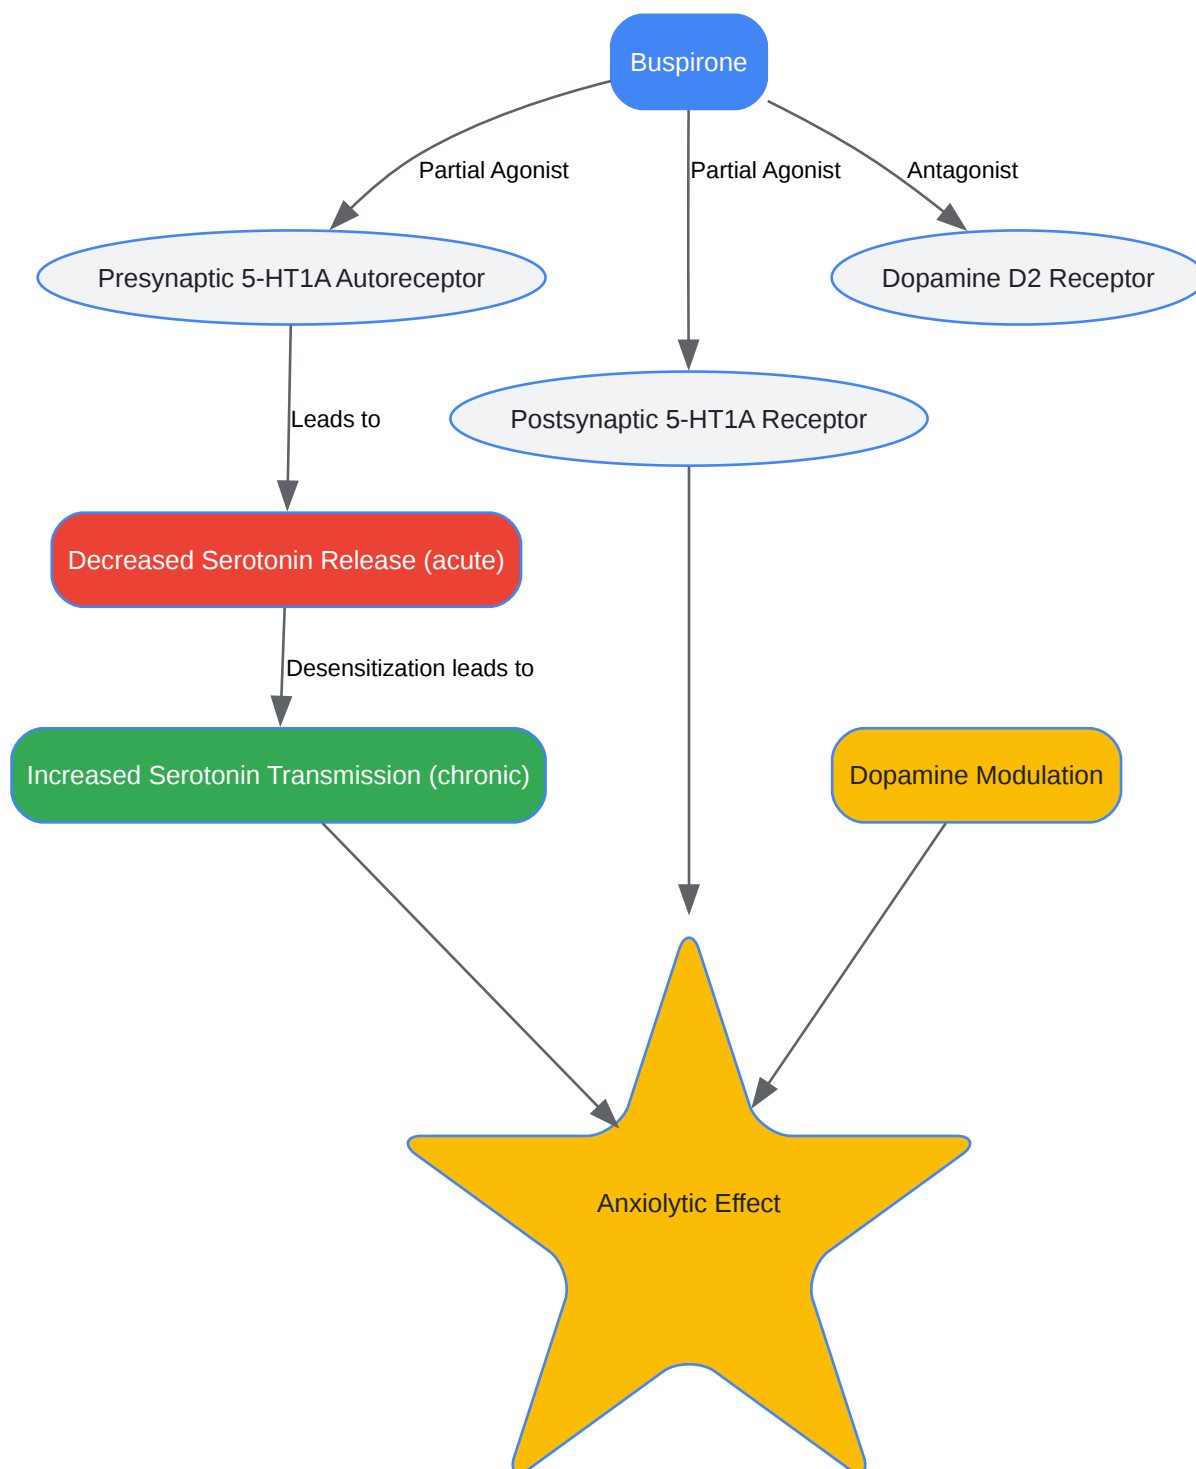 Buspirone
Partial Agonist
Partial Agonist
Antagonist
Presynaptic 5-HT1A Autoreceptor
Dopamine D2 Receptor
Leads to
Postsynaptic 5-HT1A Receptor
Decreased Serotonin Release (acute)
Desensitization leads to
Increased Serotonin Transmission (chronic)
Dopamine Modulation
Anxiolytic Effect